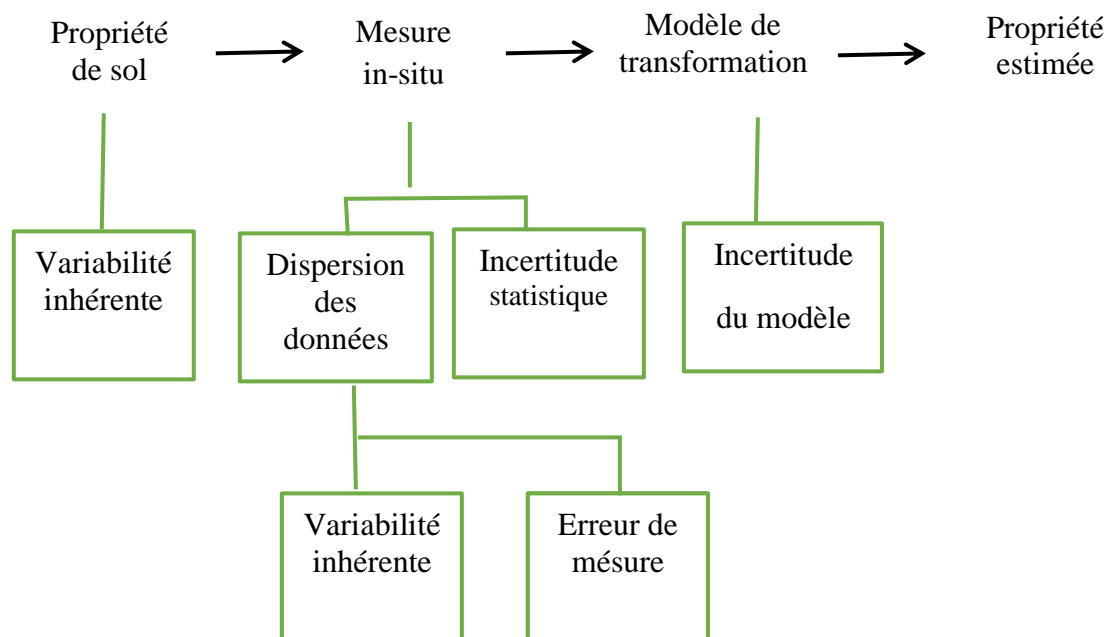 Propriété
de sol
Mesure
in-situ
Modèle de
transformation
Propriété
estimée
Variabilité
inhérente
Dispersion
des
données
Incertitude
statistique
Incertitude
du modèle
Variabilité
inhérente
Erreur de
mésure